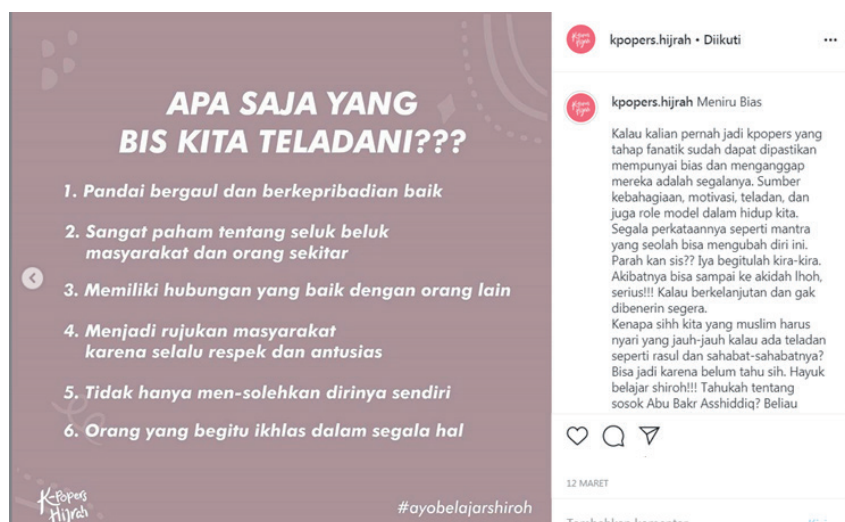 APA SAJA YANG
BIS KITA TELADANI???
1. Pandai bergaul dan berkepribadian baik
2. Sangat paham tentang seluk beluk
masyarakat dan orang sekitar
3. Memiliki hubungan yang baik dengan orang lain
4. Menjadi rujukan masyarakat
karena selalu respek dan antusias
5. Tidak hanya men-solehkan dirinya sendiri
6. Orang yang begitu ikhlas dalam segala hal
K-Popers
Hijrah
#ayobelajarshiroh
kpopers.hijrah • Diikuti
kpopers.hijrah Meniru Bias
Kalau kalian pernah jadi kpopers yang
tahap fanatik sudah dapat dipastikan
mempunyai bias dan menganggap
mereka adalah segalanya. Sumber
kebahagiaan, motivasi, teladan, dan
juga role model dalam hidup kita.
Segala perkataannya seperti mantra
yang seolah bisa mengubah diri ini.
Parah kan sis?? Iya begitulah kira-kira.
Akibatnya bisa sampai ke akidah lhoh,
serius!!! Kalau berkelanjutan dan gak
dibenerin segera.
Kenapa sihh kita yang muslim harus
nyari yang jauh-jauh kalau ada teladan
seperti rasul dan sahabat-sahabatnya?
Bisa jadi karena belum tahu sih. Hayuk
belajar shiroh!!! Tahukah tentang
sosok Abu Bakr Asshiddiq? Beliau
12 MARET